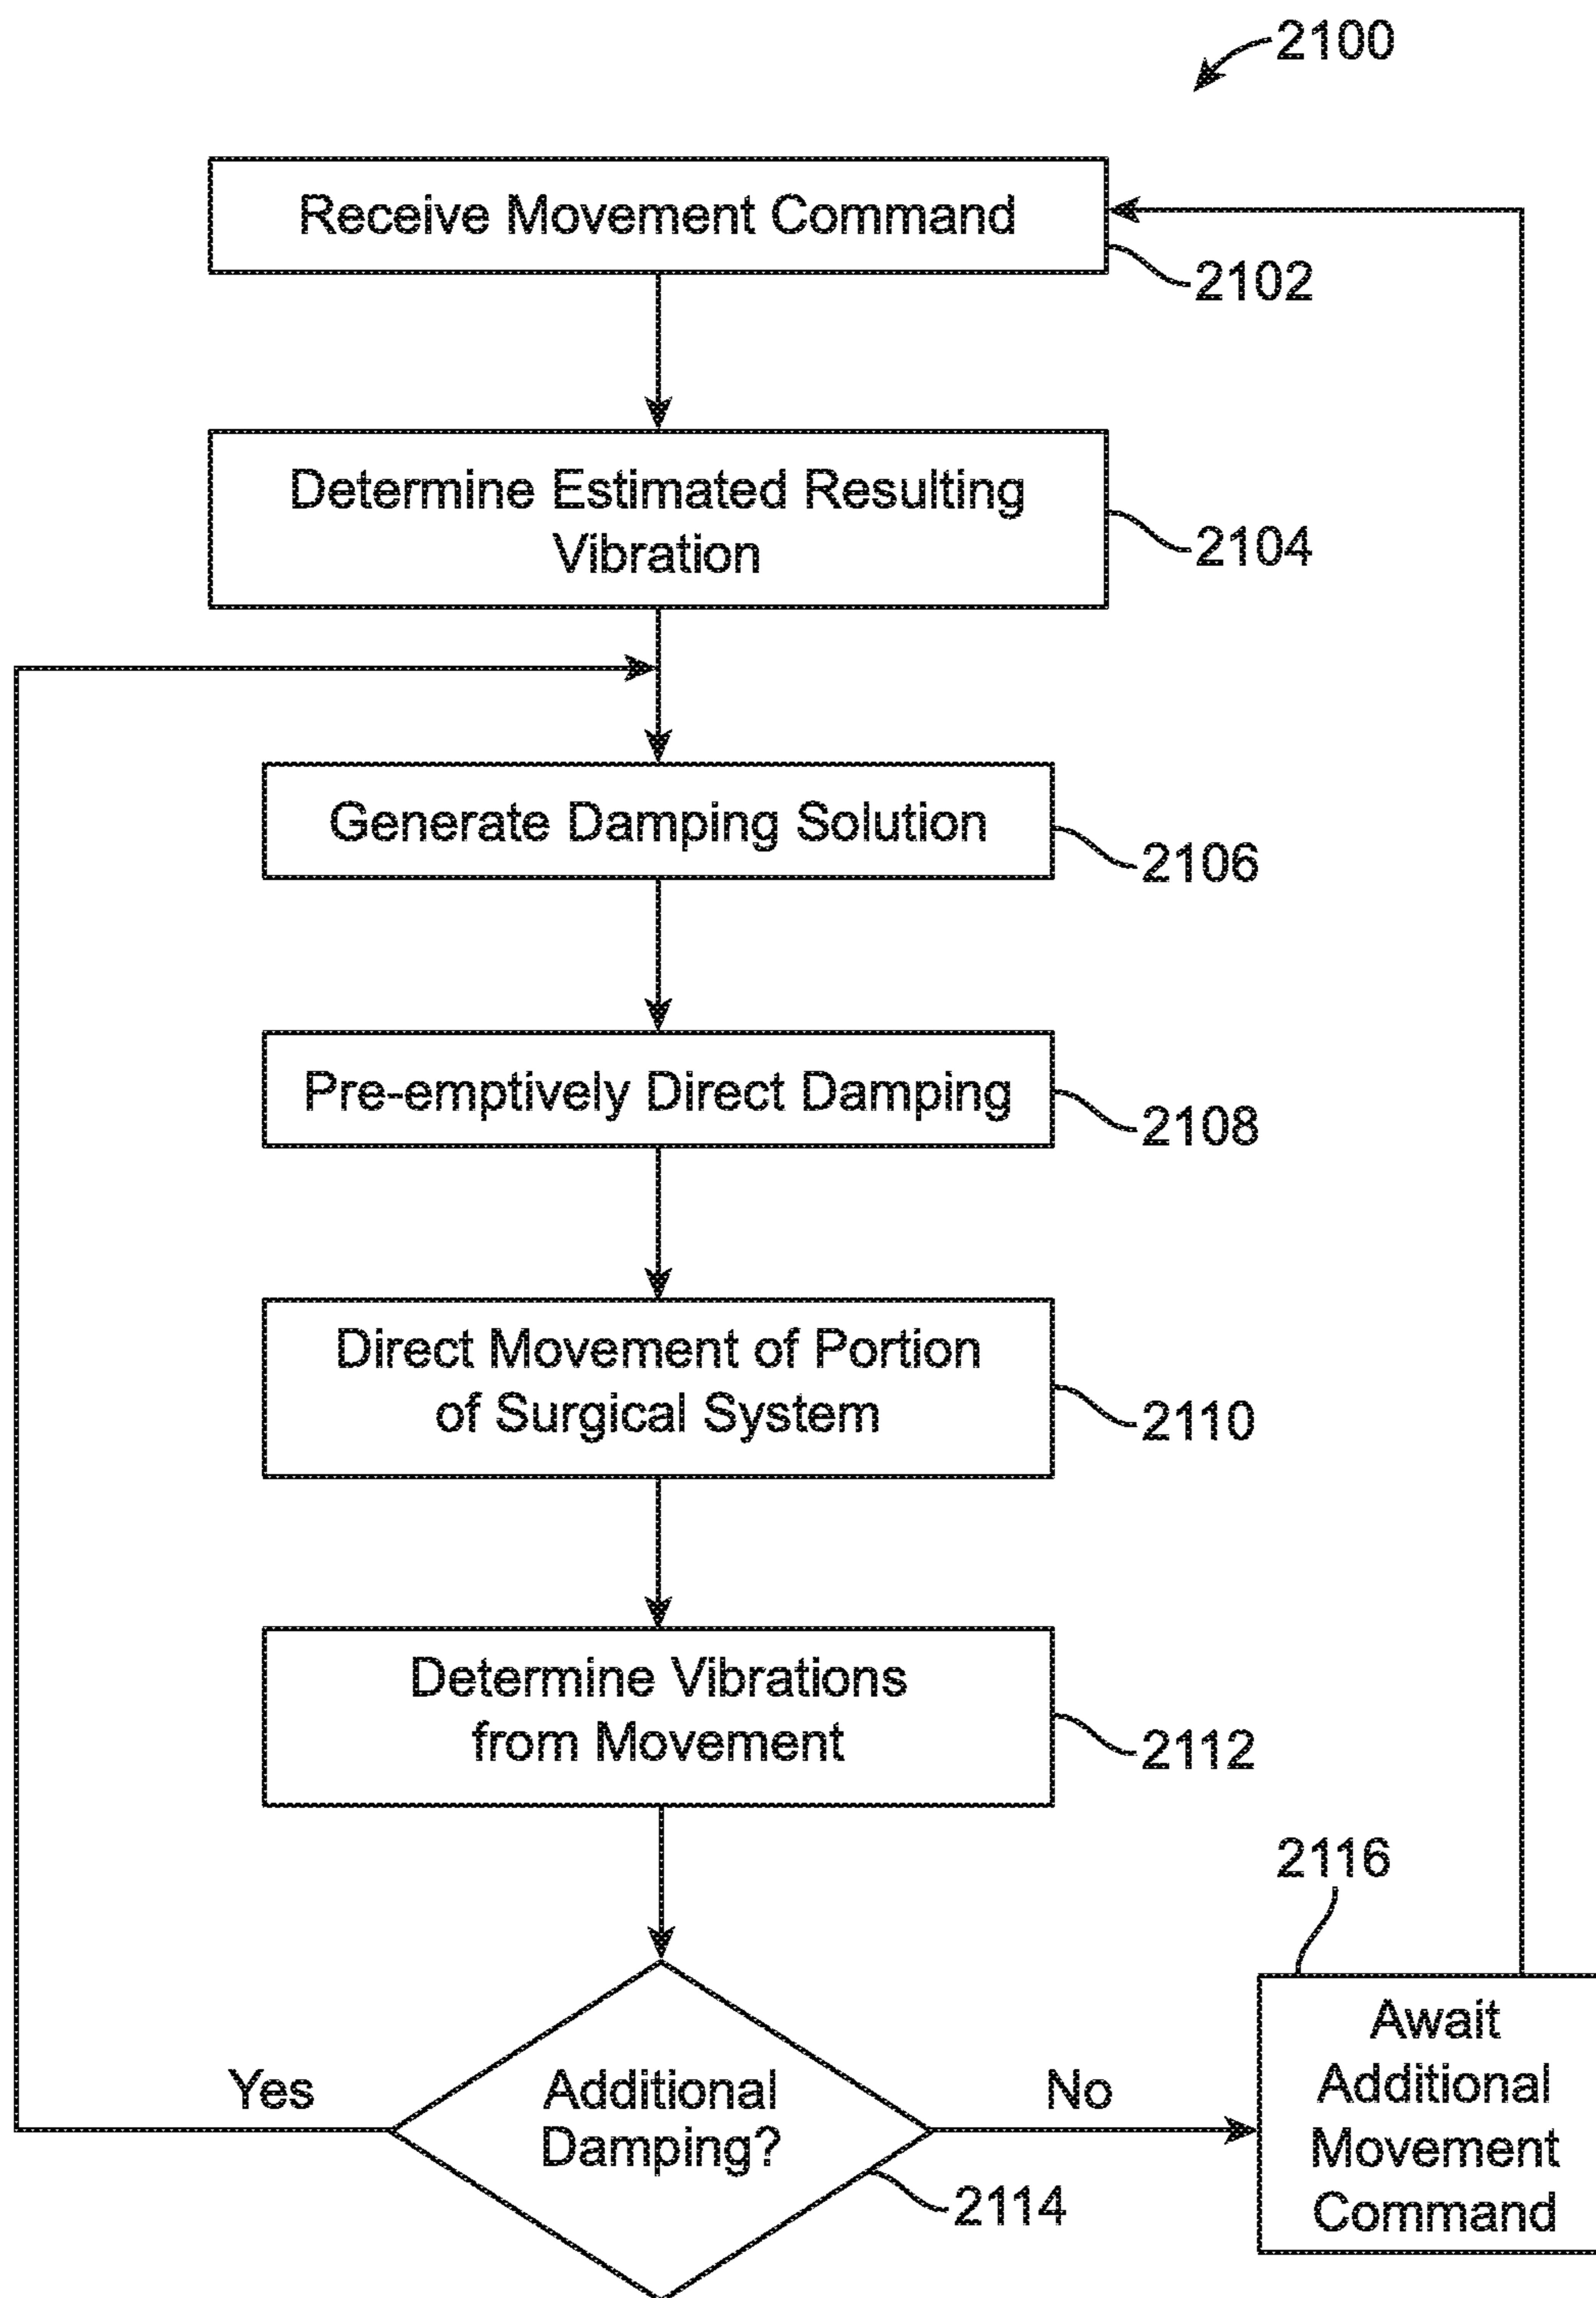 2100
Receive Movement Command
2102
Determine Estimated Resulting
Vibration
2104
Generate Damping Solution
2106
Pre-emptively Direct Damping
2108
Direct Movement of Portion
of Surgical System
2110
Determine Vibrations
from Movement
2112
2116
Yes
Additional
Damping?
No
2114
Await
Additional
Movement
Command